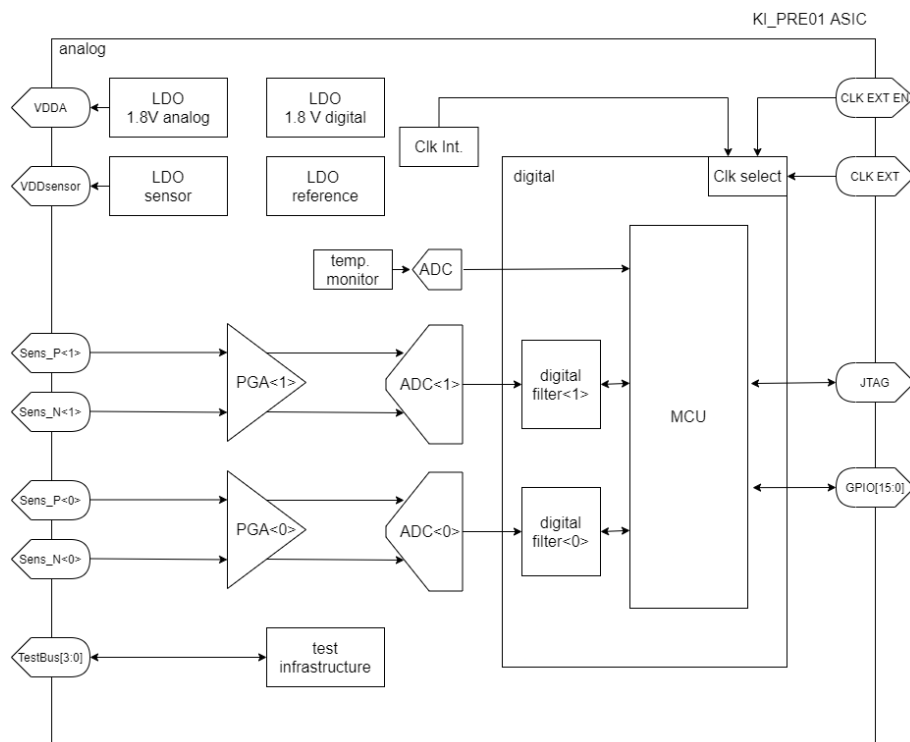 KI_PRE01 ASIC
analog
VDDA
LDO
1.8V analog
LDO
1.8 V digital
CLK EXT EN
Clk Int.
VDDsensor
LDO
sensor
LDO
reference
digital
Clk select
CLK EXT
temp.
monitor
ADC
Sens_P<1>
Sens_N<1>
PGA<1>
ADC<1>
digital
filter<1>
MCU
JTAG
Sens_P<0>
Sens_N<0>
PGA<0>
ADC<0>
digital
filter<0>
GPIO[15:0]
TestBus[3:0]
test
infrastructure